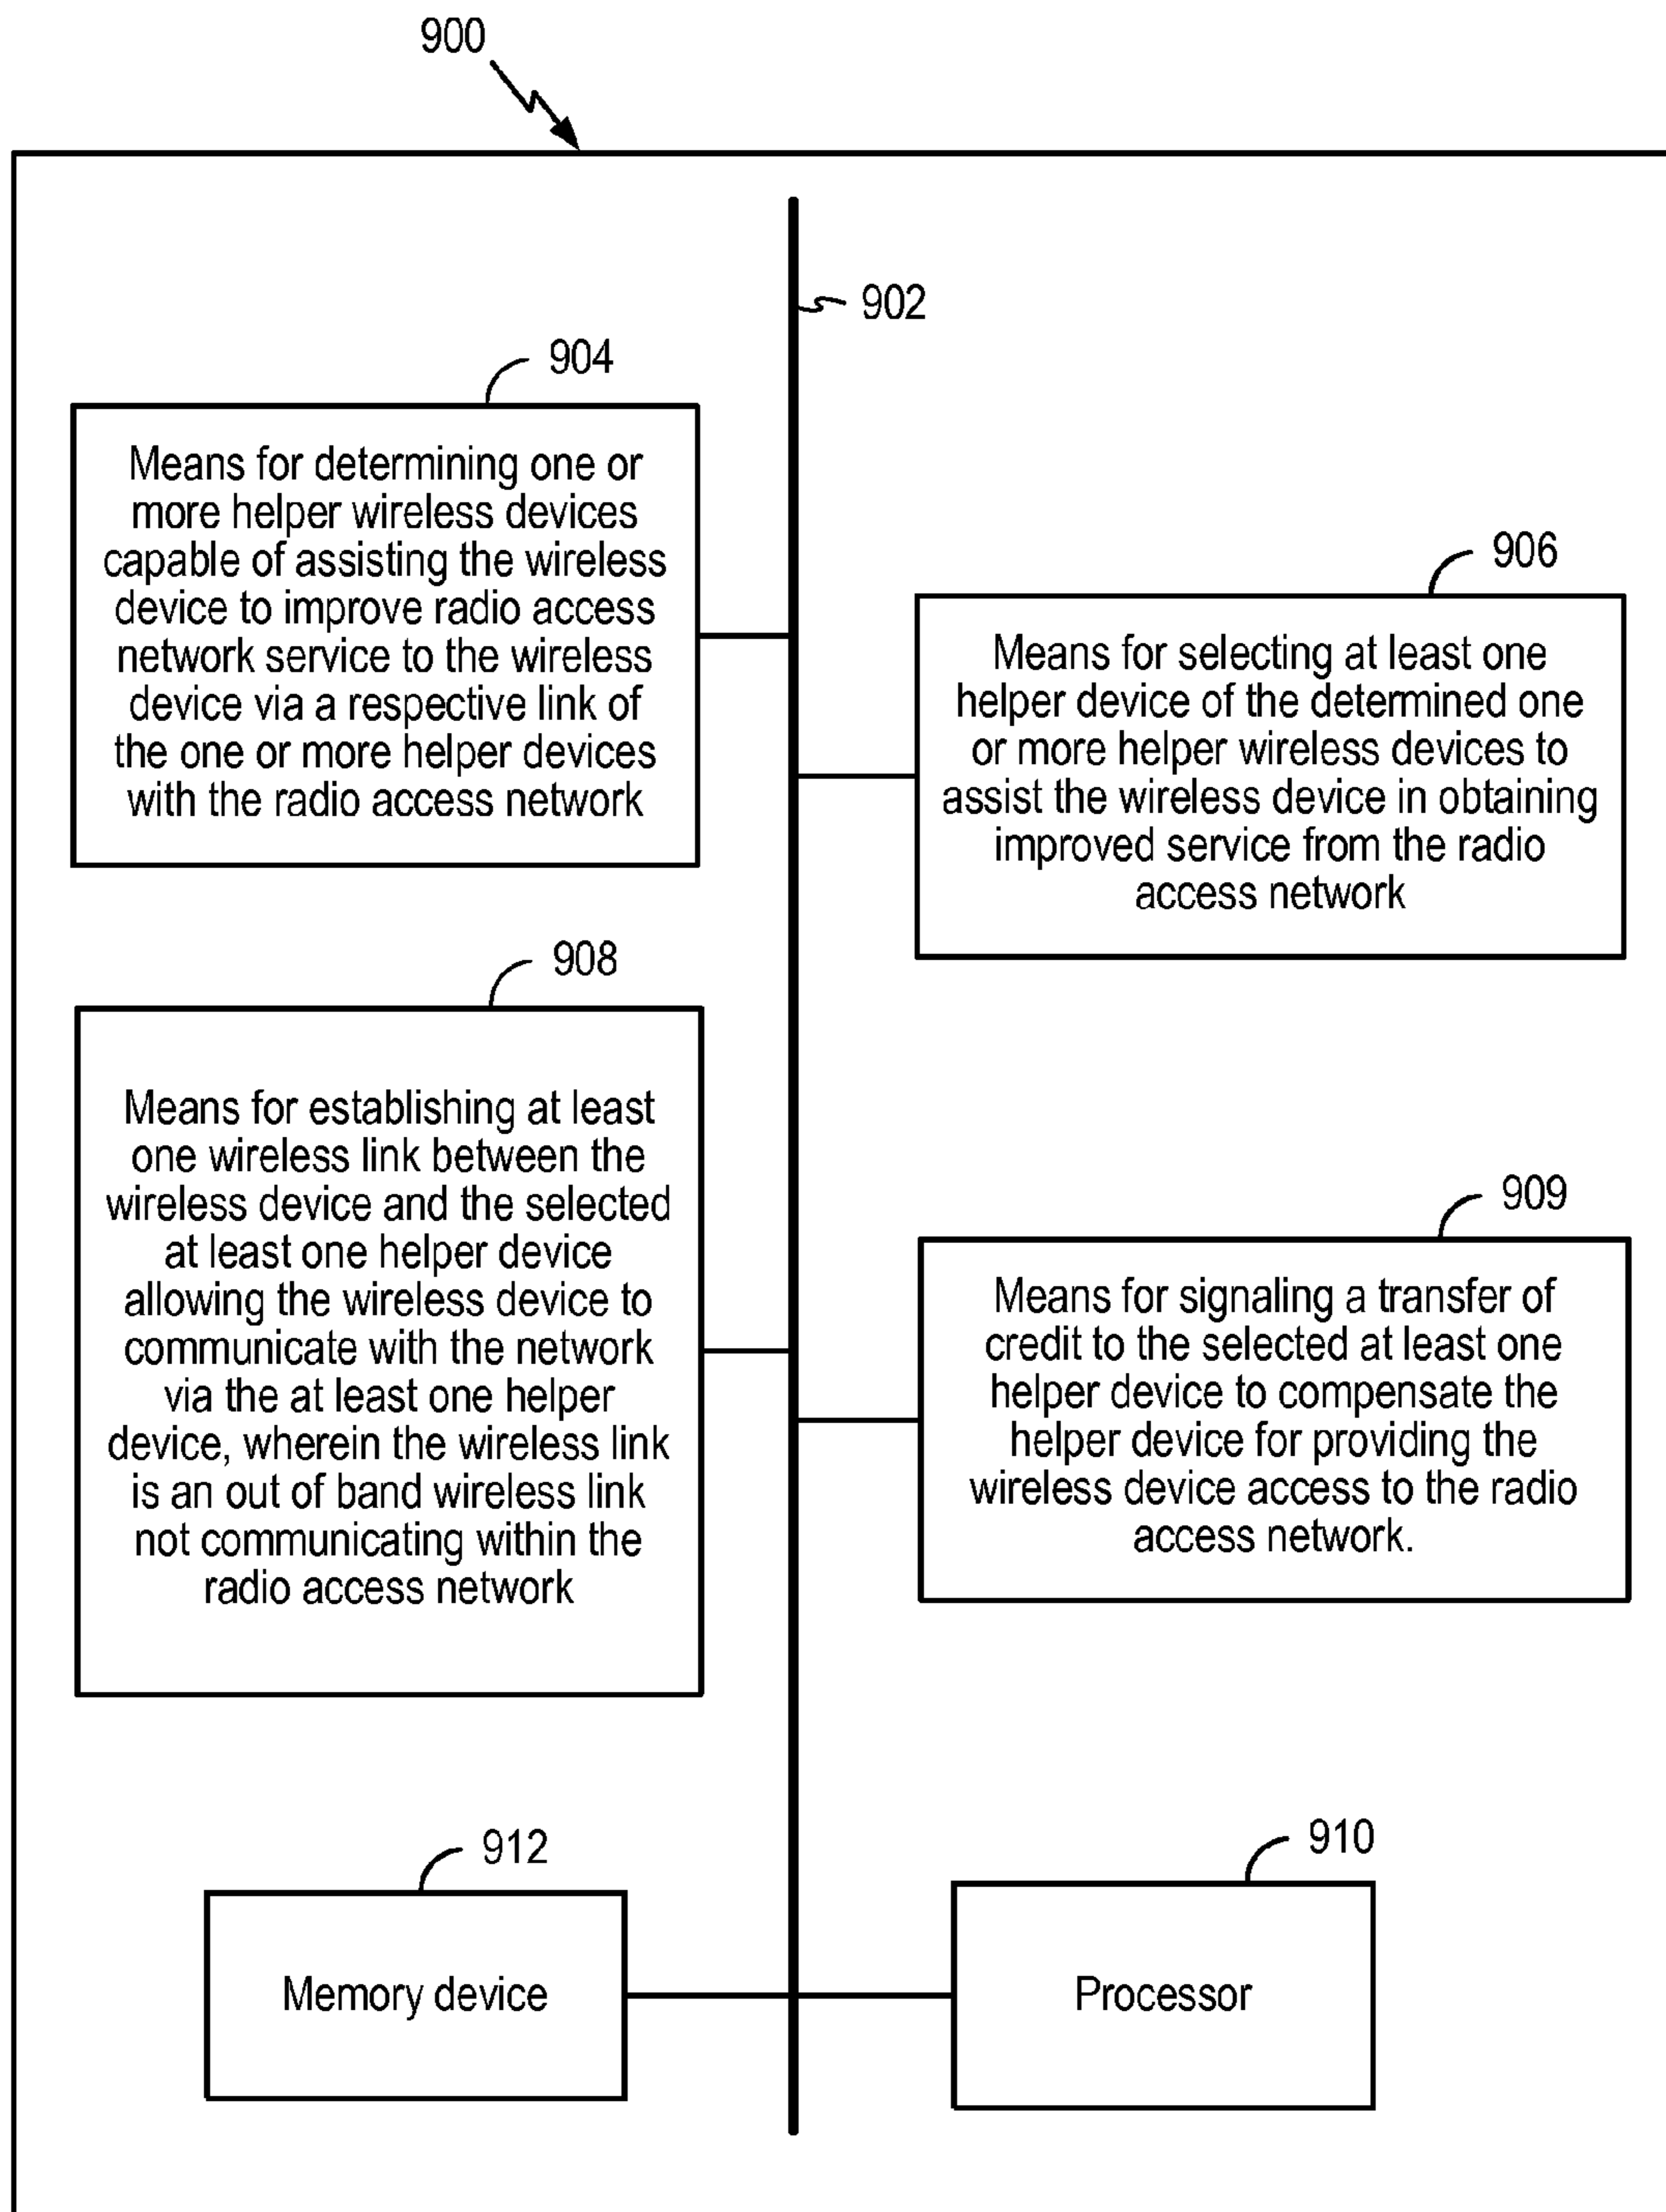 900
902
904
Means for determining one or
more helper wireless devices
capable of assisting the wireless
device to improve radio access
network service to the wireless
device via a respective link of
the one or more helper devices
with the radio access network
906
Means for selecting at least one
helper device of the determined one
or more helper wireless devices to
assist the wireless device in obtaining
improved service from the radio
access network
908
Means for establishing at least
one wireless link between the
wireless device and the selected
at least one helper device
allowing the wireless device to
communicate with the network
via the at least one helper
device, wherein the wireless link
is an out of band wireless link
not communicating within the
radio access network
909
Means for signaling a transfer of
credit to the selected at least one
helper device to compensate the
helper device for providing the
wireless device access to the radio
access network.
912
Memory device
910
Processor